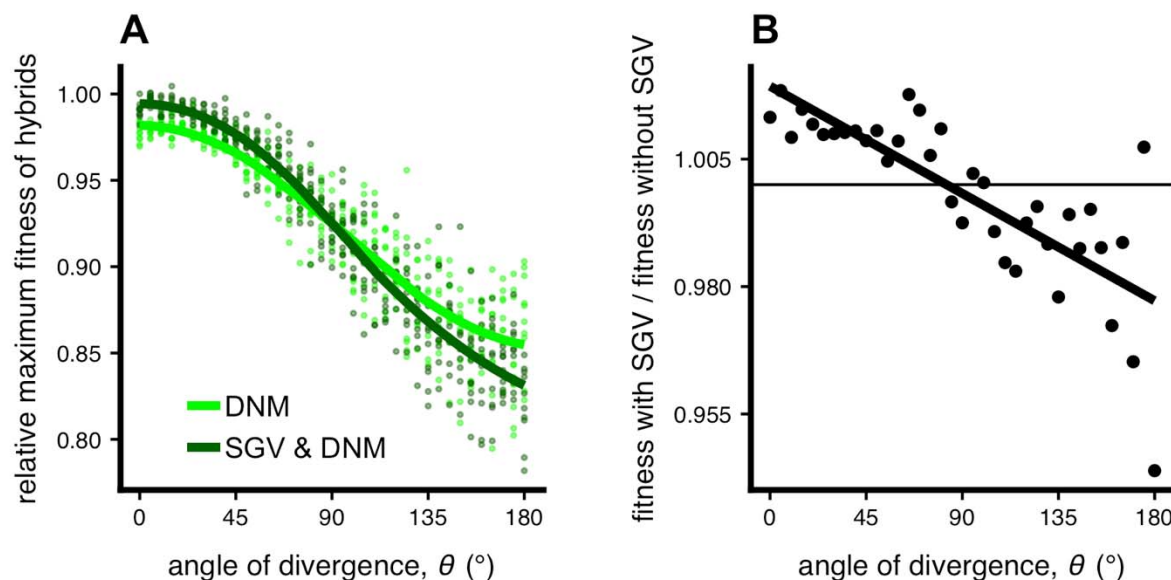 A
relative maximum fitness of hybrids
1.00
0.95
0.90
0.85
0.80
DNM
SGV & DNM
0
45
90
135
180
angle of divergence, θ (°)
B
fitness with SGV / fitness without SGV
1.005
0.980
0.955
0
45
90
135
180
angle of divergence, θ (°)